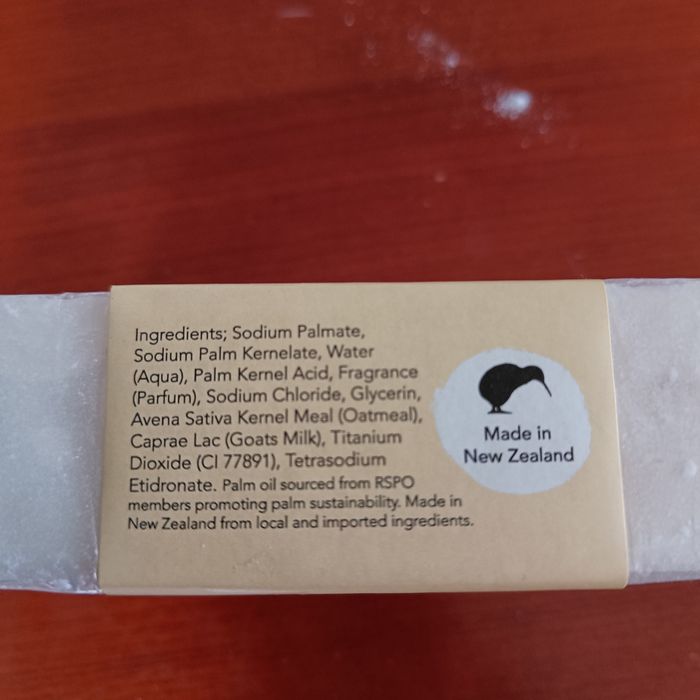 Ingredients; Sodium Palmate,
Sodium Palm Kernelate, Water
(Aqua), Palm Kernel Acid, Fragrance
(Parfum), Sodium Chloride, Glycerin,
Avena Sativa Kernel Meal (Oatmeal),
Caprae Lac (Goats Milk), Titanium
Dioxide (CI 77891), Tetrasodium
Etidronate. Palm oil sourced from RSPO
members promoting palm sustainability. Made in
New Zealand from local and imported ingredients.
Made in
New Zealand